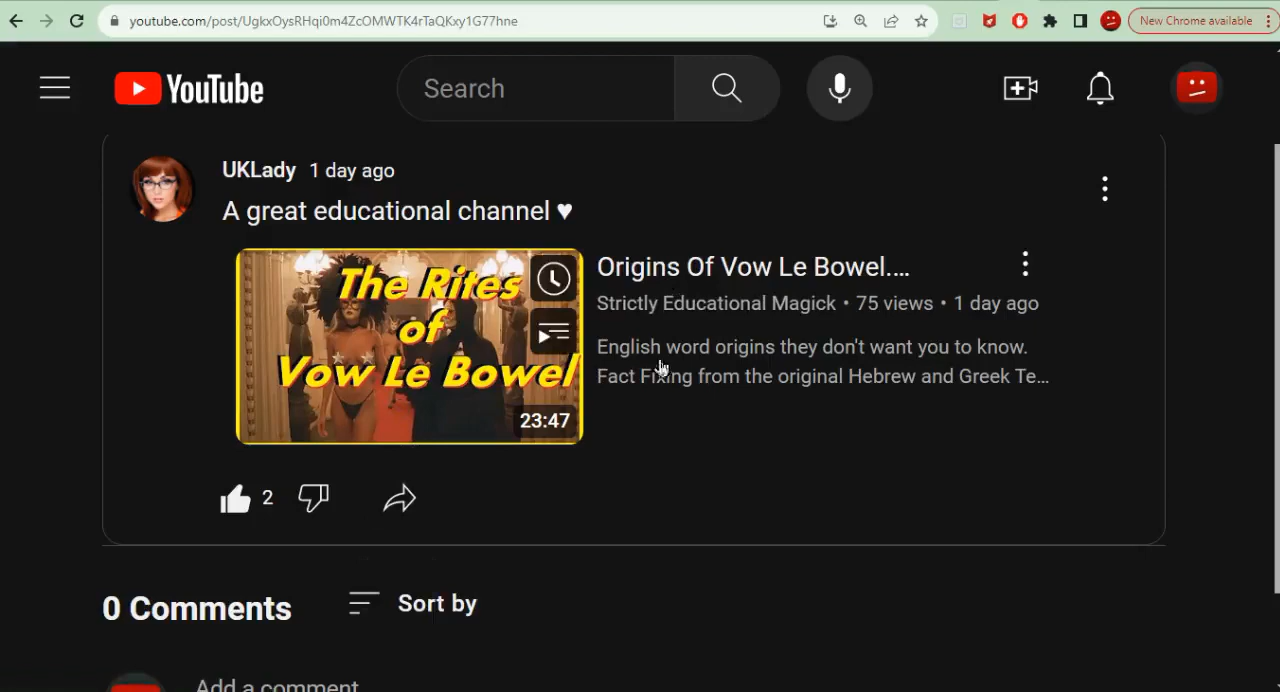 youtube.com/post/UgkxOysRHqi0m4ZcOMWTK4rTaQKxy1G77hne
New Chrome available
YouTube
Search
UKLady 1 day ago
A great educational channel ♥
The Rites
of
Vow Le Bowel
23:47
Origins Of Vow Le Bowel....
Strictly Educational Magick • 75 views • 1 day ago
English word origins they don't want you to know.
Fact Fixing from the original Hebrew and Greek Te...
2
0 Comments
Sort by
Add a comment